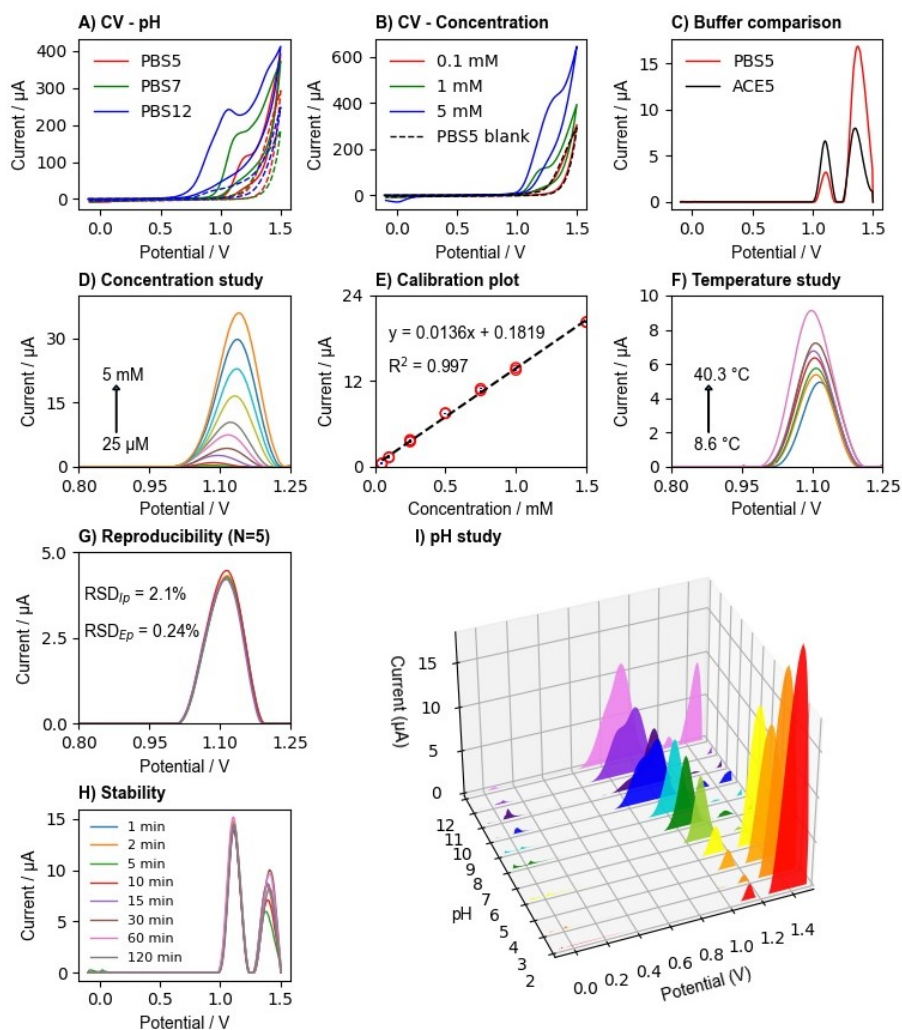 A) CV - pH
Current / µA
400
300
200
100
0
PBS5
PBS7
PBS12
0.0
0.5
1.0
1.5
Potential / V
B) CV - Concentration
Current / µA
600
400
200
0
0.1 mM
1 mM
5 mM
PBS5 blank
0.0
0.5
1.0
1.5
Potential / V
C) Buffer comparison
Current / µA
15
10
5
0
PBS5
ACE5
0.0
0.5
1.0
1.5
Potential / V
D) Concentration study
Current / µA
30
15
0
5 mM
25 µM
0.80
0.95
1.10
1.25
Potential / V
E) Calibration plot
Current / µA
24
12
0
y = 0.0136x + 0.1819
R² = 0.997
0.0
0.5
1.0
1.5
Concentration / mM
F) Temperature study
Current / µA
10
8
6
4
2
0
40.3 °C
8.6 °C
0.80
0.95
1.10
1.25
Potential / V
G) Reproducibility (N=5)
Current / µA
5.0
2.5
0.0
RSD_Ip = 2.1%
RSD_Ep = 0.24%
0.80
0.95
1.10
1.25
Potential / V
H) Stability
Current / µA
15
10
5
0
1 min
2 min
5 min
10 min
15 min
30 min
60 min
120 min
0.0
0.5
1.0
1.5
Potential / V
I) pH study
Current (µA)
15
10
5
0
12
11
10
9
8
7
6
5
4
3
2
pH
0.0
0.2
0.4
0.6
0.8
1.0
1.2
1.4
Potential (V)